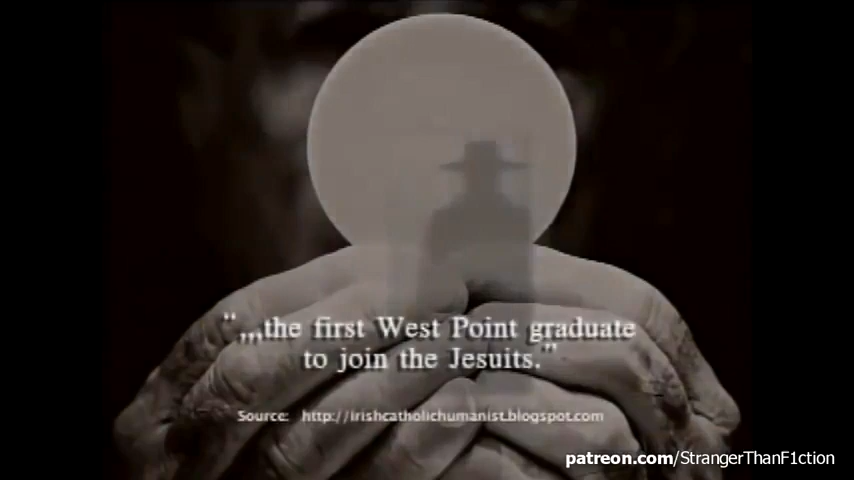 “,,,the first West Point graduate
to join the Jesuits.”
Source: http://irishcatholichumanist.blogspot.com
patreon.com/StrangerThanF1ction